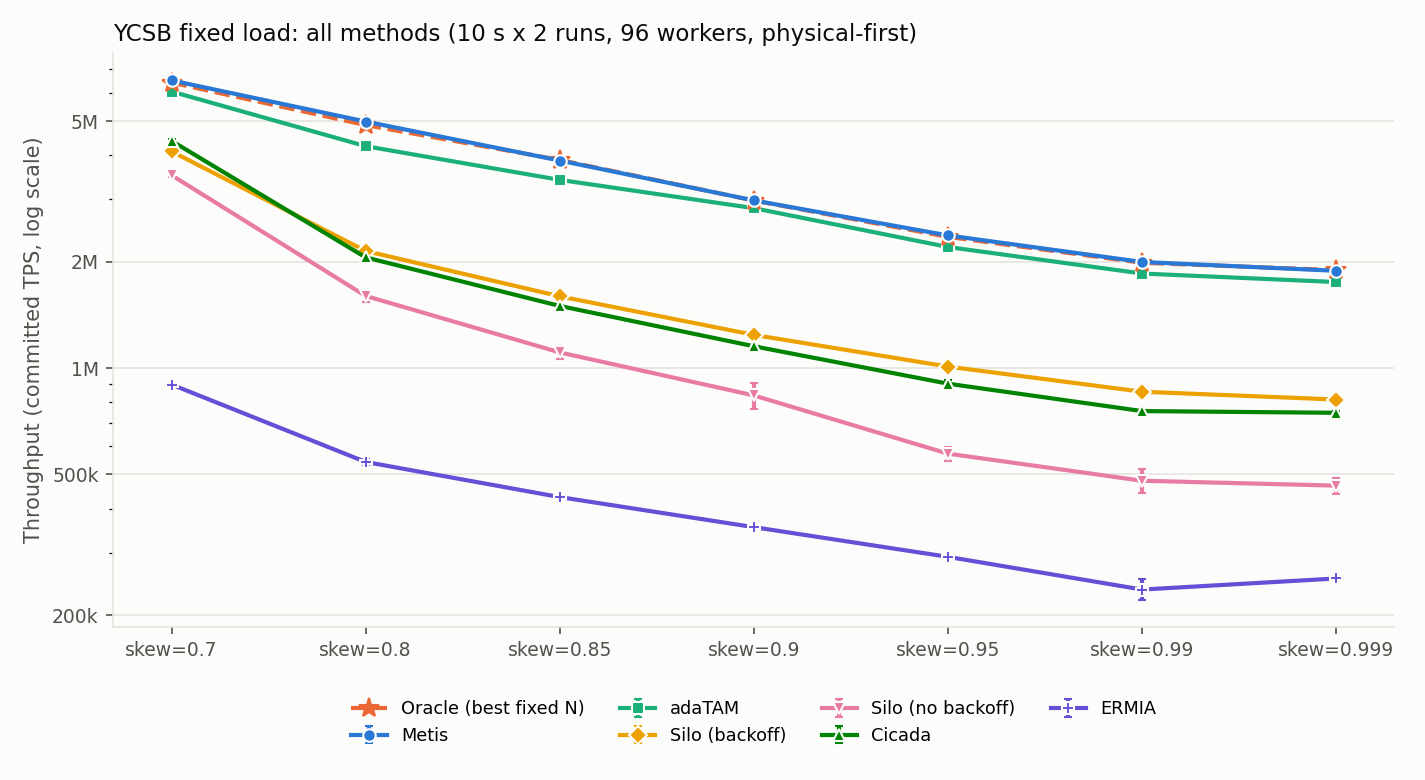 YCSB fixed load: all methods (10 s x 2 runs, 96 workers, physical-first)
Throughput (committed TPS, log scale)
5M
2M
1M
500k
200k
skew=0.7 skew=0.8 skew=0.85 skew=0.9 skew=0.95 skew=0.99 skew=0.999
Oracle (best fixed N) adaTAM Silo (no backoff) ERMIA
Metis Silo (backoff) Cicada